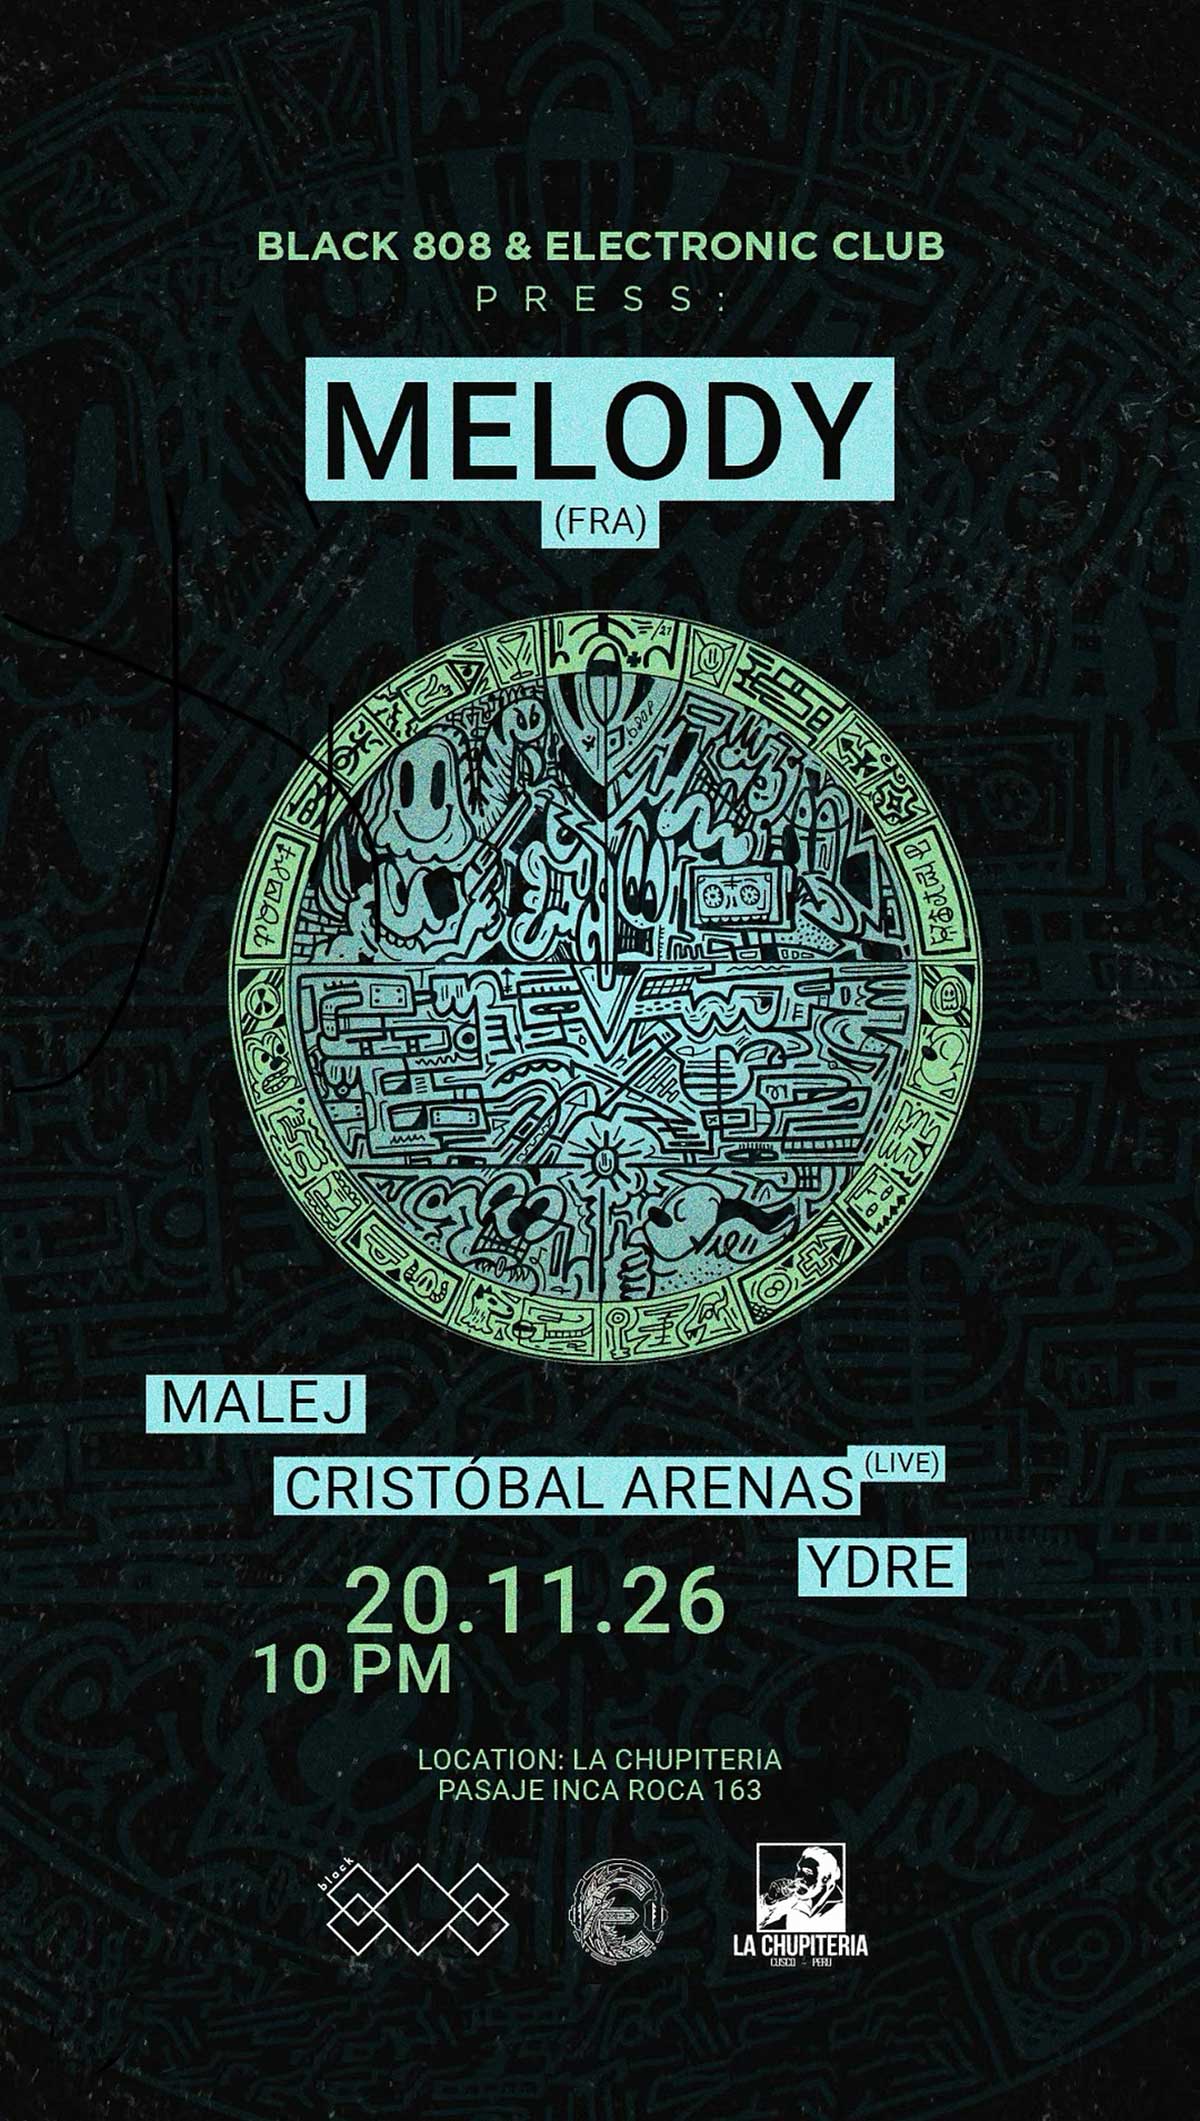 BLACK 808 & ELECTRONIC CLUB
PRESS:
MELODY
(FRA)
MALEJ
CRISTÓBAL ARENAS (LIVE)
YDRE
20.11.26
10 PM
LOCATION: LA CHUPITERIA
PASAJE INCA ROCA 163
black
LA CHUPITERIA
CUSCO - PERU